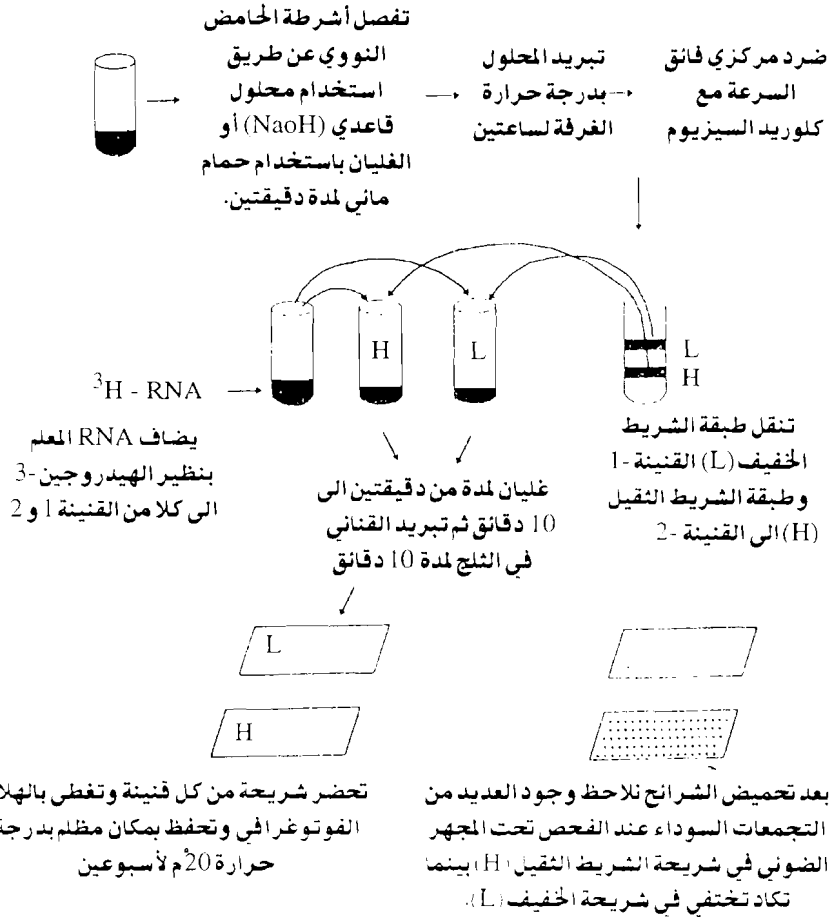 تفصل أشرطة الحامض
النووي عن طريق
استخدام محلول
قاعدي (NaoH) أو
الغليان باستخدام حمام
مائي لمدة دقيقتين.
تبريد المحلول
بدرجة حرارة
الغرفة لساعتين
ضرد مركزي فائق
السرعة مع
كلوريد السيزيوم
H
L
L
H
³H - RNA
يضاف RNA المعلم
بنظير الهيدروجين-3
الى كلا من القنينة 1 و 2
غليان لمدة من دقيقتين الى
10 دقائق ثم تبريد القناني
في الثلج لمدة 10 دقائق
تنقل طبقة الشريط
الخفيف (L) القنينة -1
وطبقة الشريط الثقيل
(H) الى القنينة -2
L
H
تحضر شريحة من كل قنينة وتغطى بالهلا
الفوتوغرافي وتحفظ بمكان مظلم بدرجة
حرارة 20°م لأسبوعين
بعد تحميض الشرائح نلاحظ وجود العديد من
التجمعات السوداء عند الفحص تحت المجهر
الضوئي في شريحة الشريط الثقيل (H) بينما
تكاد تختفي في شريحة الخفيف (L).